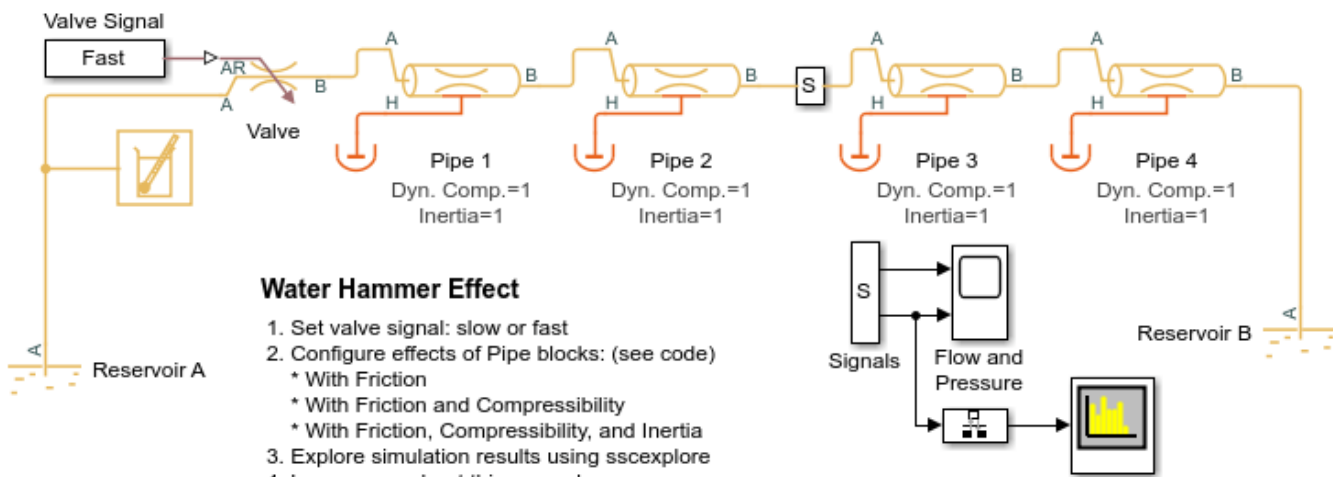 Valve Signal
Fast
AR
A
B
Valve
A
B
H
Pipe 1
Dyn. Comp.=1
Inertia=1
A
B
H
Pipe 2
Dyn. Comp.=1
Inertia=1
S
A
B
H
Pipe 3
Dyn. Comp.=1
Inertia=1
A
B
H
Pipe 4
Dyn. Comp.=1
Inertia=1
A
Reservoir A
Water Hammer Effect
1. Set valve signal: slow or fast
2. Configure effects of Pipe blocks: (see code)
* With Friction
* With Friction and Compressibility
* With Friction, Compressibility, and Inertia
3. Explore simulation results using sscexplore
S
Signals
Flow and
Pressure
A
Reservoir B